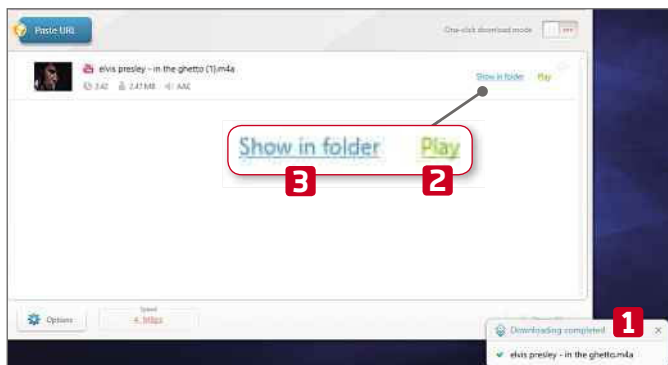 Paste URL
One-click download mode
elvis presley - in the ghetto (1).m4a
Show in folder Play
3:42 2.47 MB AAC
Show in folder Play
3 2
Options
Speed
1
Downloading completed
elvis presley - in the ghetto.m4a